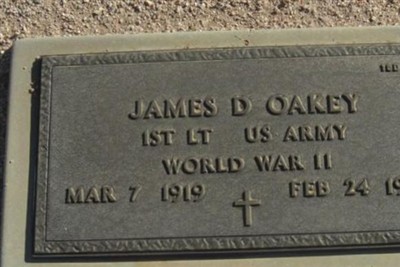 JAMES D OAKEY
1ST LT US ARMY
WORLD WAR II
MAR 7 1919 FEB 24